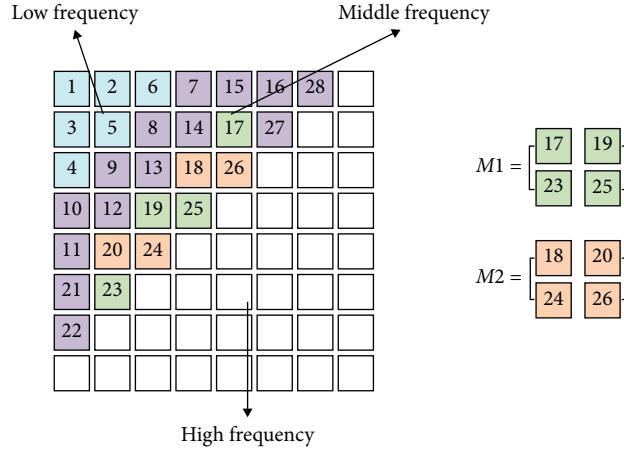 Low frequency
Middle frequency
1 2 6 7 15 16 28
3 5 8 14 17 27
4 9 13 18 26
10 12 19 25
11 20 24
21 23
22
M1 = 17 19
23 25
M2 = 18 20
24 26
High frequency